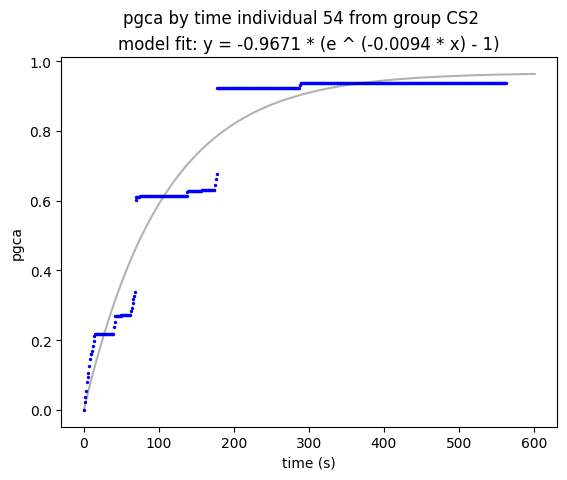 pgca by time individual 54 from group CS2
model fit: y = -0.9671 * (e ^ (-0.0094 * x) - 1)
1.0
0.8
0.6
0.4
0.2
0.0
pgca
0 100 200 300 400 500 600
time (s)